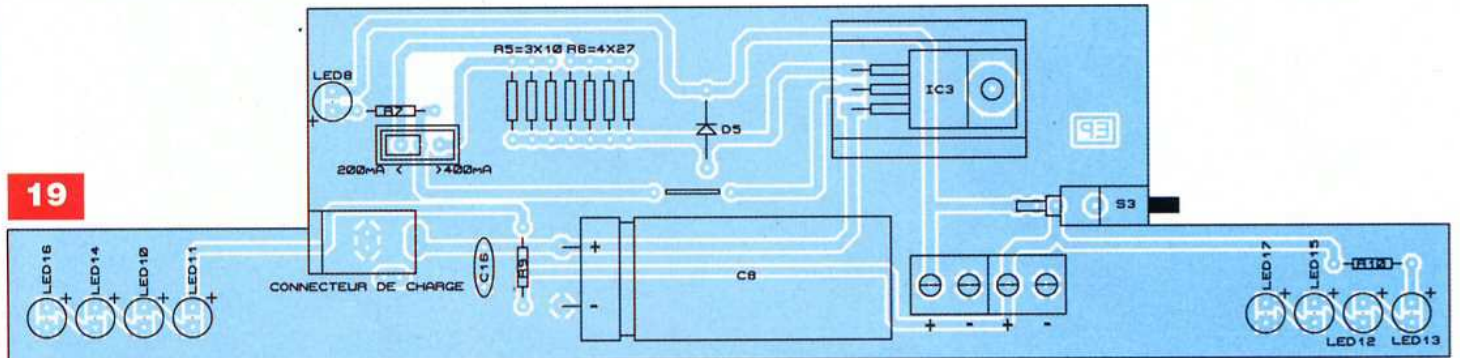 R5=3X10 R6=4X27
LED8
R7
IC3
D5
EP
200mA < >400mA
19
S3
LED16
LED14
LED10
LED11
C16
R9
+
-
C8
CONNECTEUR DE CHARGE
+ - + -
LED17
LED15
R10
LED12
LED13